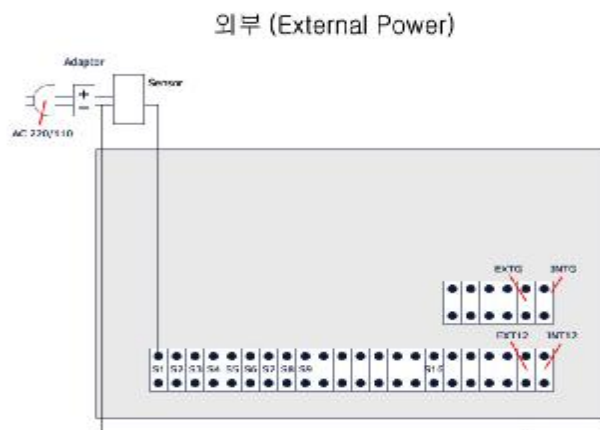 외부 (External Power)
Adaptor
Sensor
+
−
AC 220/110
EXTG INTG
EXT12 INT12
S1 S2 S3 S4 S5 S6 S7 S8 S9